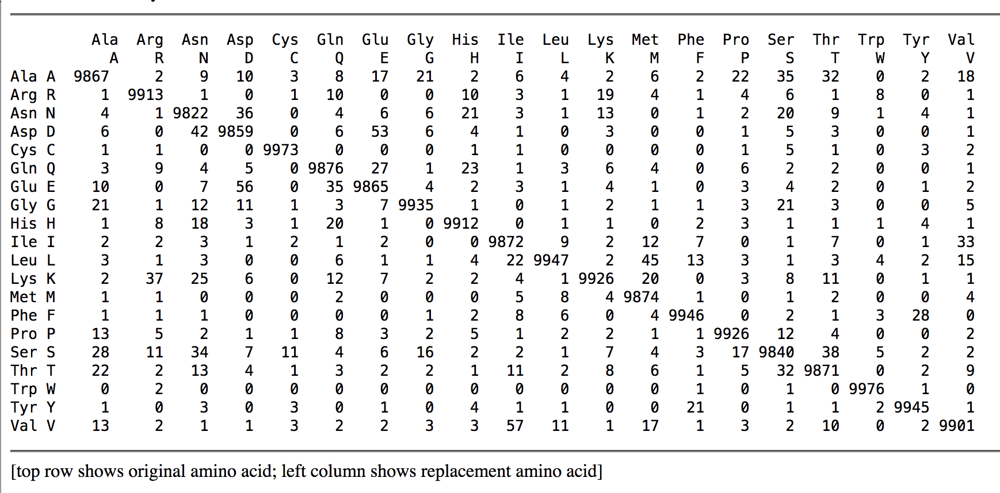 Ala Arg Asn Asp Cys Gln Glu Gly His Ile Leu Lys Met Phe Pro Ser Thr Trp Tyr Val
A R N D C Q E G H I L K M F P S T W Y V
Ala A 9867 2 9 10 3 8 17 21 2 6 4 2 6 2 22 35 32 0 2 18
Arg R 1 9913 1 0 1 10 0 0 10 3 1 19 4 1 4 6 1 8 0 1
Asn N 4 1 9822 36 0 4 6 6 21 3 1 13 0 1 2 20 9 1 4 1
Asp D 6 0 42 9859 0 6 53 6 4 1 0 3 0 0 1 5 3 0 0 1
Cys C 1 1 0 0 9973 0 0 0 1 1 0 0 0 0 1 5 1 0 3 2
Gln Q 3 9 4 5 0 9876 27 1 23 1 3 6 4 0 6 2 2 0 0 1
Glu E 10 0 7 56 0 35 9865 4 2 3 1 4 1 0 3 4 2 0 1 2
Gly G 21 1 12 11 1 3 7 9935 1 0 1 2 1 1 3 21 3 0 0 5
His H 1 8 18 3 1 20 1 0 9912 0 1 1 0 2 3 1 1 1 4 1
Ile I 2 2 3 1 2 1 2 0 0 9872 9 2 12 7 0 1 7 0 1 33
Leu L 3 1 3 0 0 6 1 1 4 22 9947 2 45 13 3 1 3 4 2 15
Lys K 2 37 25 6 0 12 7 2 2 4 1 9926 20 0 3 8 11 0 1 1
Met M 1 1 0 0 0 2 0 0 0 5 8 4 9874 1 0 1 2 0 0 4
Phe F 1 1 1 0 0 0 0 1 2 8 6 0 4 9946 0 2 1 3 28 0
Pro P 13 5 2 1 1 8 3 2 5 1 2 2 1 1 9926 12 4 0 0 2
Ser S 28 11 34 7 11 4 6 16 2 2 1 7 4 3 17 9840 38 5 2 2
Thr T 22 2 13 4 1 3 2 2 1 11 2 8 6 1 5 32 9871 0 2 9
Trp W 0 2 0 0 0 0 0 0 0 0 0 0 0 1 0 1 0 9976 1 0
Tyr Y 1 0 3 0 3 0 1 0 4 1 1 0 0 21 0 1 1 2 9945 1
Val V 13 2 1 1 3 2 2 3 3 57 11 1 17 1 3 2 10 0 2 9901
[top row shows original amino acid; left column shows replacement amino acid]